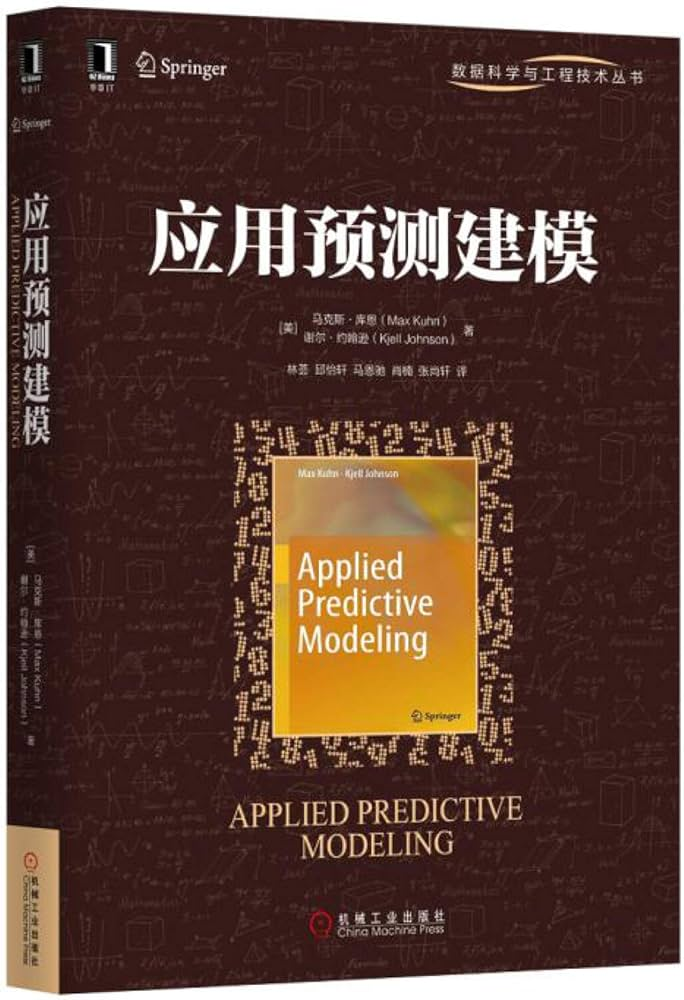 HZ Books
华章IT
Springer
应用预测建模
APPLIED PREDICTIVE MODELING
[美]
马克斯·库恩(Max Kuhn)
谢尔·约翰逊(Kjell Johnson)
著
机械工业出版社
China Machine Press
HZ Books
华章IT
Springer
数据科学与工程技术丛书
应用预测建模
[美]
马克斯·库恩(Max Kuhn)
谢尔·约翰逊(Kjell Johnson)
著
林荟 邱怡轩 马恩驰 肖楠 张尚轩 译
Max Kuhn · Kjell Johnson
Applied
Predictive
Modeling
Springer
APPLIED PREDICTIVE
MODELING
机械工业出版社
China Machine Press